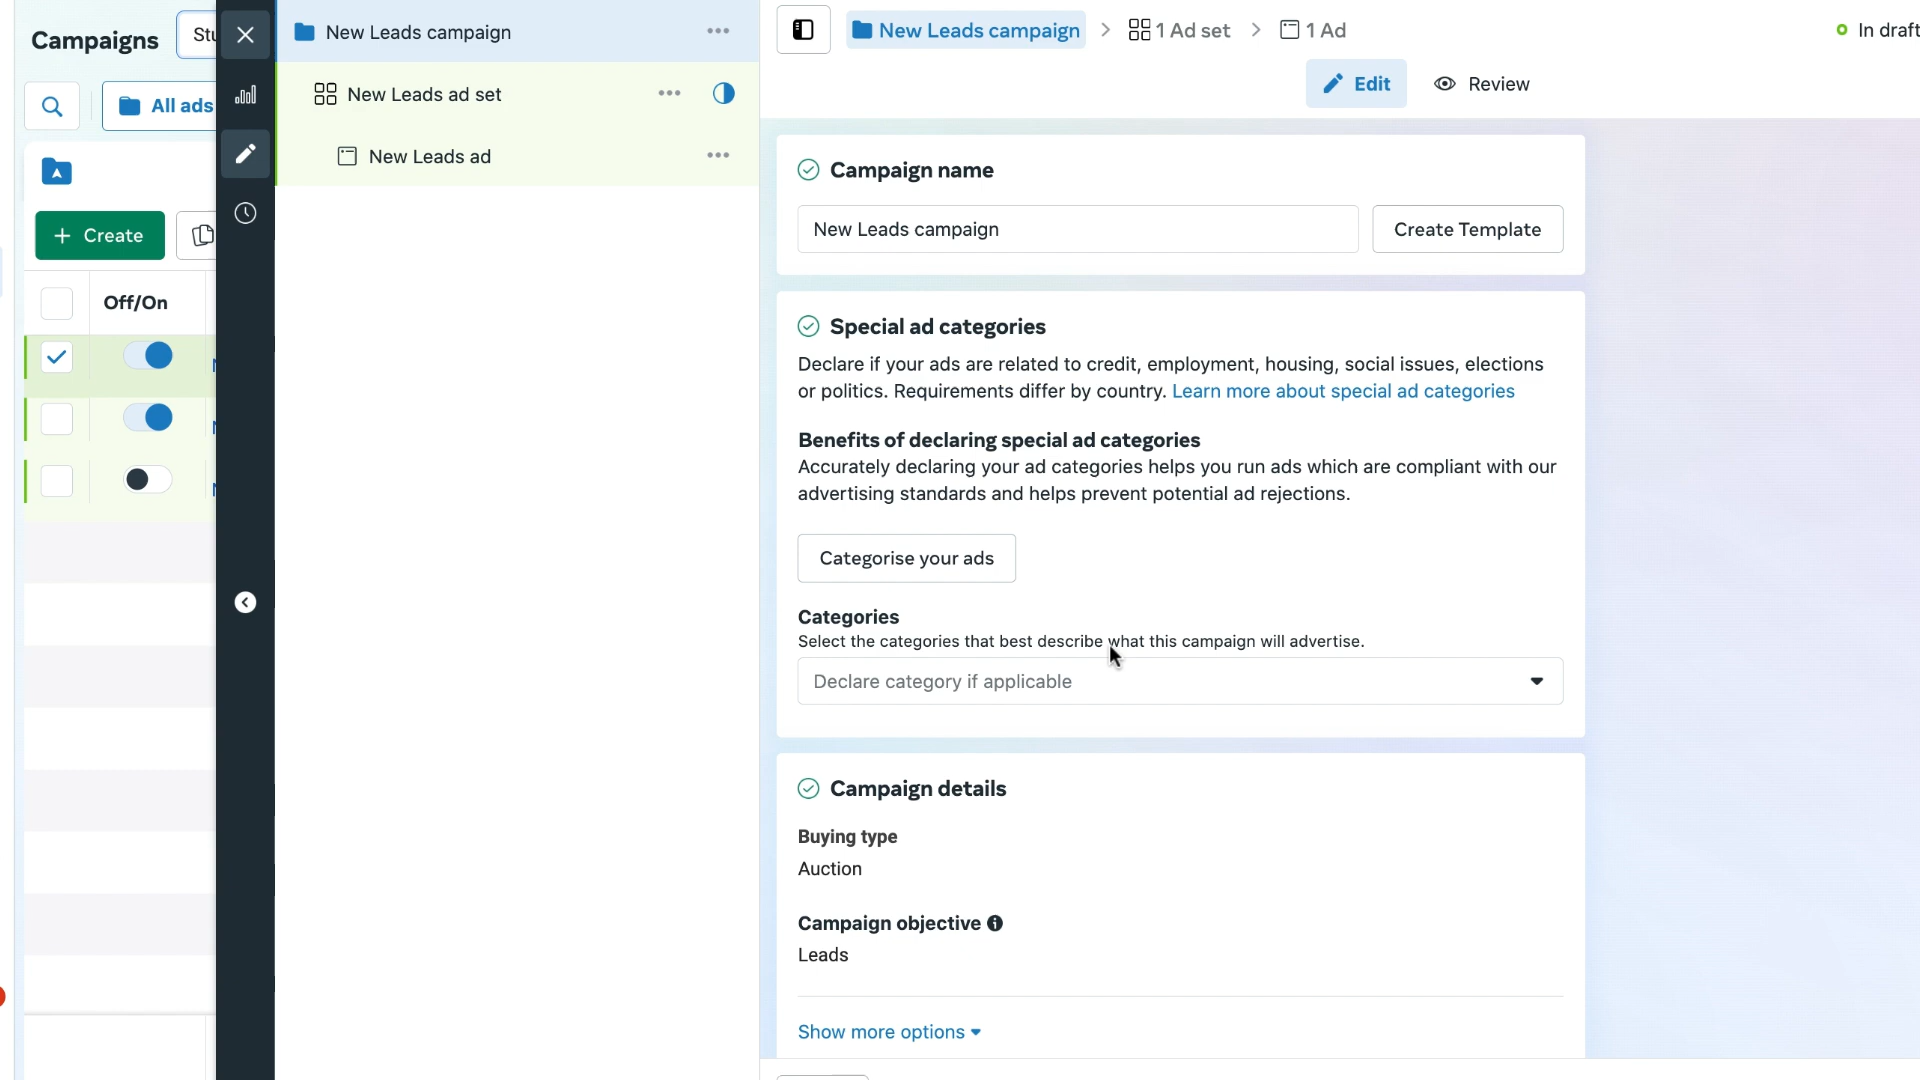 Campaigns
All ads
Create
Off/On
New Leads campaign
New Leads ad set
New Leads ad
New Leads campaign
1 Ad set
1 Ad
In draft
Edit
Review
Campaign name
New Leads campaign
Create Template
Special ad categories
Declare if your ads are related to credit, employment, housing, social issues, elections
or politics. Requirements differ by country. Learn more about special ad categories
Benefits of declaring special ad categories
Accurately declaring your ad categories helps you run ads which are compliant with our
advertising standards and helps prevent potential ad rejections.
Categorise your ads
Categories
Select the categories that best describe what this campaign will advertise.
Declare category if applicable
Campaign details
Buying type
Auction
Campaign objective
Leads
Show more options